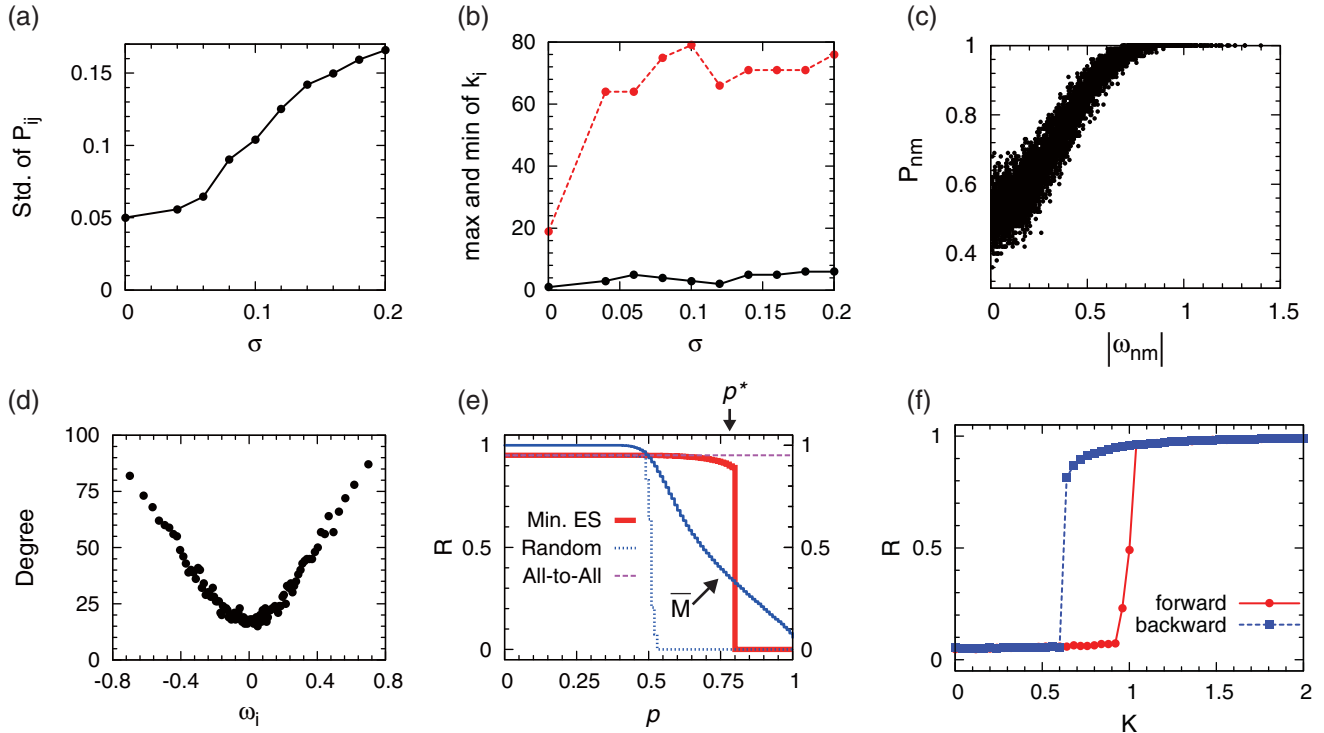 (a)
Std. of P_ij
0.15
0.1
0.05
0
0
0.1
0.2
σ
(b)
max and min of k_i
80
60
40
20
0
0
0.05
0.10
0.15
0.2
σ
(c)
P_nm
1
0.8
0.6
0.4
0
0.5
1
1.5
|ω_nm|
(d)
Degree
100
75
50
25
0
-0.8
-0.4
0
0.4
0.8
ω_i
(e)
p*
R
1
0.5
0
1
0.5
0
Min. ES
Random
All-to-All
M̅
0
0.25
0.5
0.75
1
p
(f)
R
1
0.5
0
forward
backward
0
0.5
1
1.5
2
K